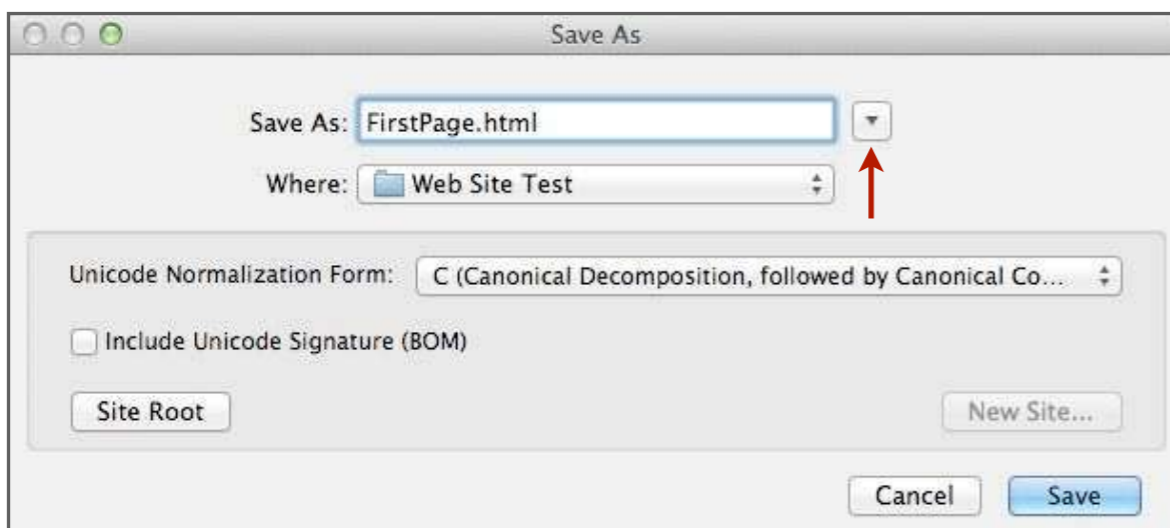 Save As
Save As: FirstPage.html
Where: Web Site Test
Unicode Normalization Form: C (Canonical Decomposition, followed by Canonical Co...
Include Unicode Signature (BOM)
Site Root New Site...
Cancel Save